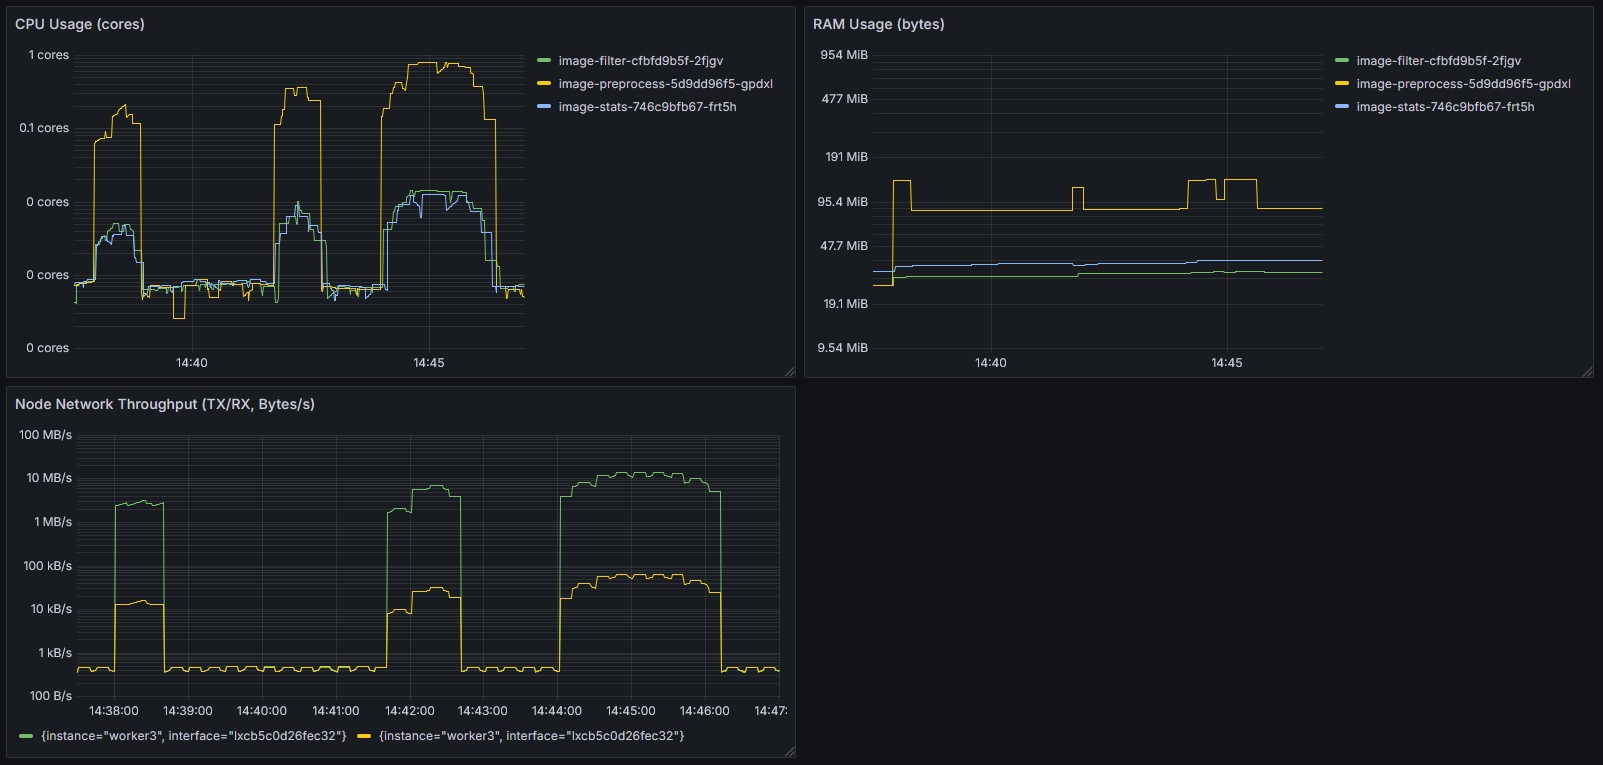 CPU Usage (cores)
1 cores
0.1 cores
0 cores
0 cores
0 cores
14:40
14:45
image-filter-cfbfd9b5f-2fjgv
image-preprocess-5d9dd96f5-gpdxl
image-stats-746c9bfb67-frt5h
RAM Usage (bytes)
954 MiB
477 MiB
191 MiB
95.4 MiB
47.7 MiB
19.1 MiB
9.54 MiB
14:40
14:45
image-filter-cfbfd9b5f-2fjgv
image-preprocess-5d9dd96f5-gpdxl
image-stats-746c9bfb67-frt5h
Node Network Throughput (TX/RX, Bytes/s)
100 MB/s
10 MB/s
1 MB/s
100 kB/s
10 kB/s
1 kB/s
100 B/s
14:38:00 14:39:00 14:40:00 14:41:00 14:42:00 14:43:00 14:44:00 14:45:00 14:46:00 14:47:
{instance="worker3", interface="lxcb5c0d26fec32"} {instance="worker3", interface="lxcb5c0d26fec32"}